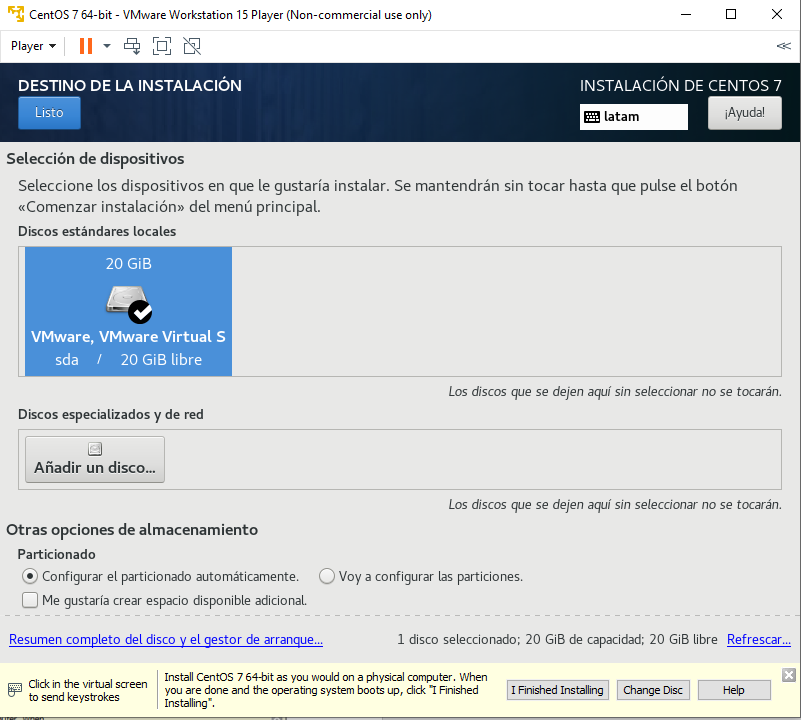 CentOS 7 64-bit - VMware Workstation 15 Player (Non-commercial use only)
Player
DESTINO DE LA INSTALACIÓN
INSTALACIÓN DE CENTOS 7
Listo
latam
¡Ayuda!
Selección de dispositivos
Seleccione los dispositivos en que le gustaría instalar. Se mantendrán sin tocar hasta que pulse el botón
«Comenzar instalación» del menú principal.
Discos estándares locales
20 GiB
VMware, VMware Virtual S
sda / 20 GiB libre
Los discos que se dejen aquí sin seleccionar no se tocarán.
Discos especializados y de red
Añadir un disco...
Los discos que se dejen aquí sin seleccionar no se tocarán.
Otras opciones de almacenamiento
Particionado
Configurar el particionado automáticamente. Voy a configurar las particiones.
Me gustaría crear espacio disponible adicional.
Resumen completo del disco y el gestor de arranque... 1 disco seleccionado; 20 GiB de capacidad; 20 GiB libre Refrescar...
Click in the virtual screen
to send keystrokes
Install CentOS 7 64-bit as you would on a physical computer. When
you are done and the operating system boots up, click "I Finished
Installing".
I Finished Installing
Change Disc
Help